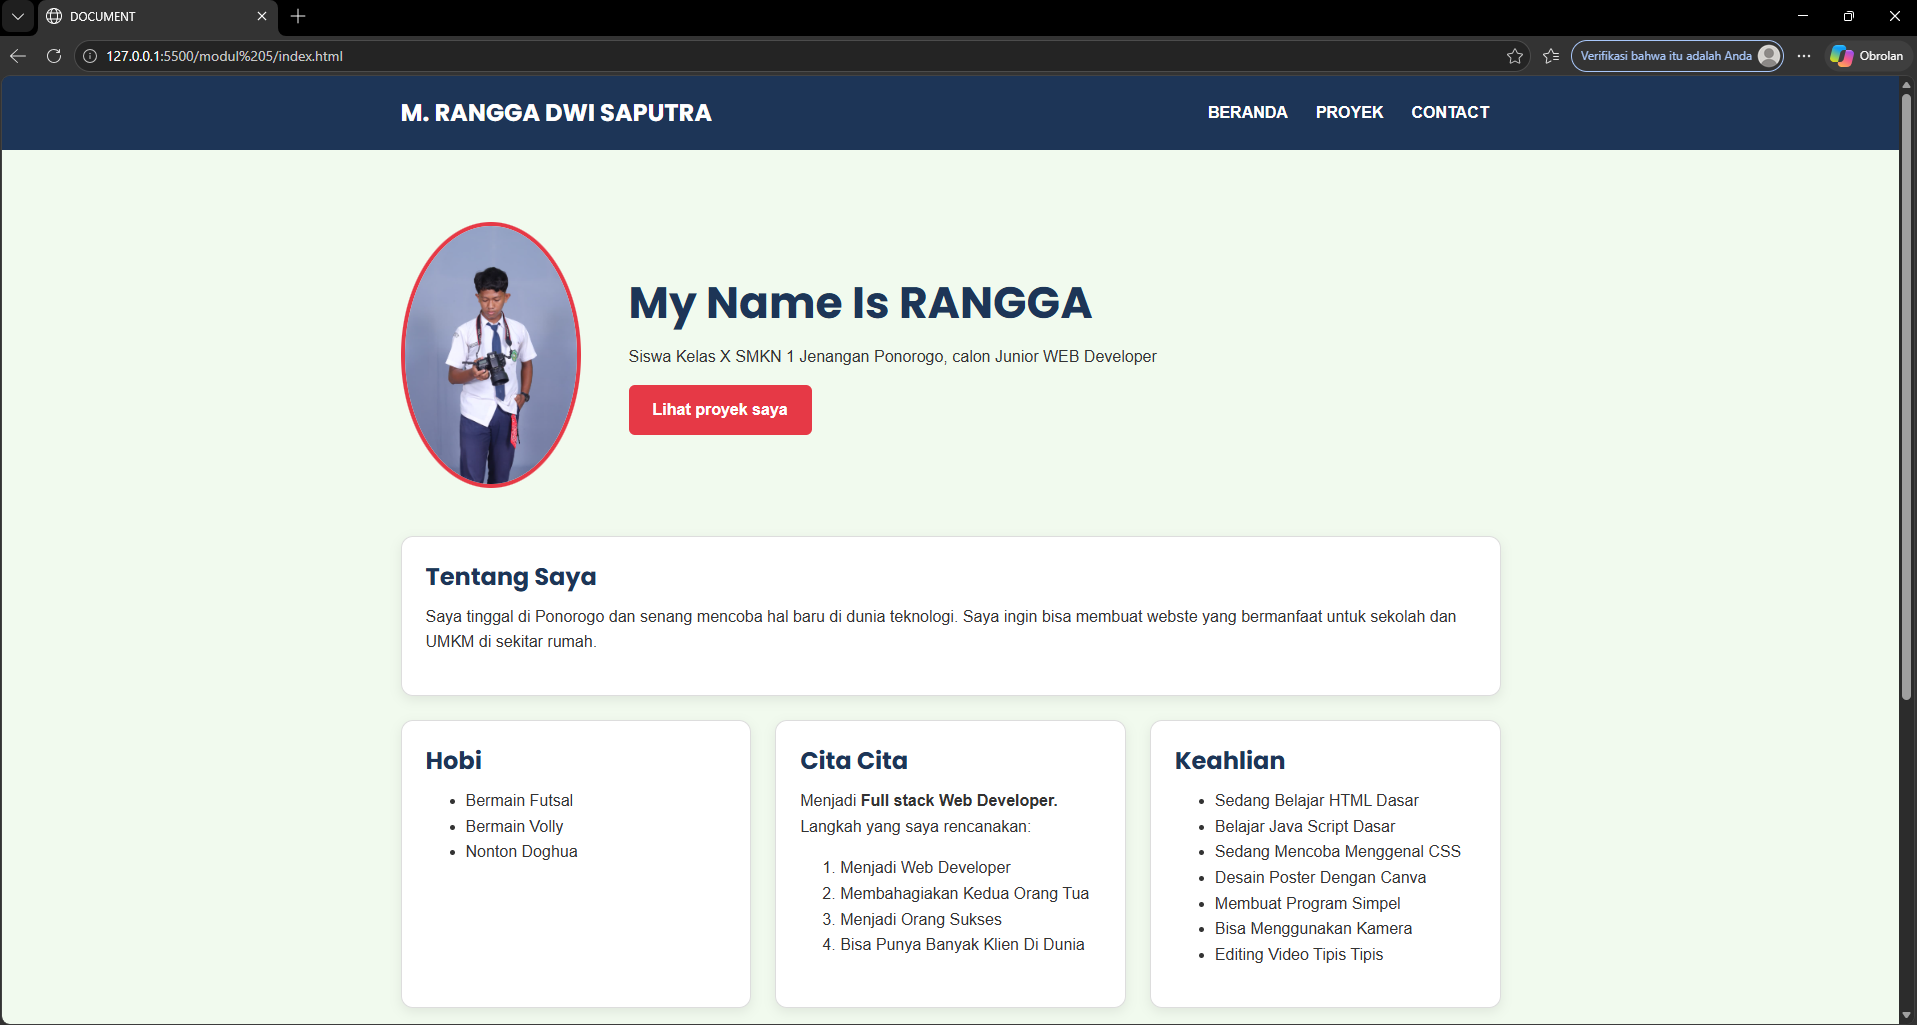 DOCUMENT
127.0.0.1:5500/modul%205/index.html
Verifikasi bahwa itu adalah Anda
Obrolan
M. RANGGA DWI SAPUTRA
BERANDA PROYEK CONTACT
My Name Is RANGGA
Siswa Kelas X SMKN 1 Jenangan Ponorogo, calon Junior WEB Developer
Lihat proyek saya
Tentang Saya
Saya tinggal di Ponorogo dan senang mencoba hal baru di dunia teknologi. Saya ingin bisa membuat webste yang bermanfaat untuk sekolah dan
UMKM di sekitar rumah.
Hobi
• Bermain Futsal
• Bermain Volly
• Nonton Doghua
Cita Cita
Menjadi Full stack Web Developer.
Langkah yang saya rencanakan:
1. Menjadi Web Developer
2. Membahagiakan Kedua Orang Tua
3. Menjadi Orang Sukses
4. Bisa Punya Banyak Klien Di Dunia
Keahlian
• Sedang Belajar HTML Dasar
• Belajar Java Script Dasar
• Sedang Mencoba Menggenal CSS
• Desain Poster Dengan Canva
• Membuat Program Simpel
• Bisa Menggunakan Kamera
• Editing Video Tipis Tipis